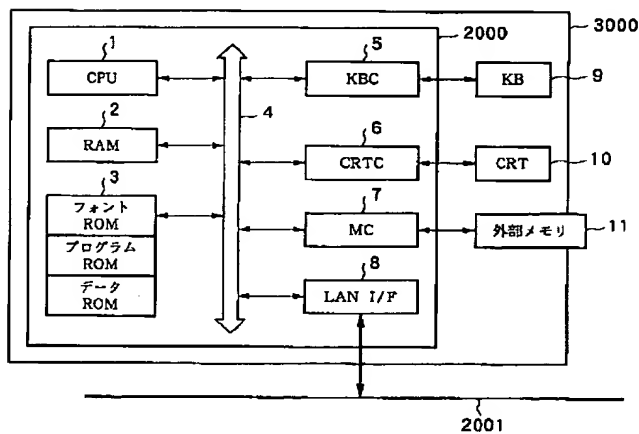 2000
3000
1
CPU
2
RAM
3
フォント
ROM
プログラム
ROM
データ
ROM
4
5
KBC
KB
9
6
CRTC
CRT
10
7
MC
外部メモリ
11
8
LAN I/F
2001